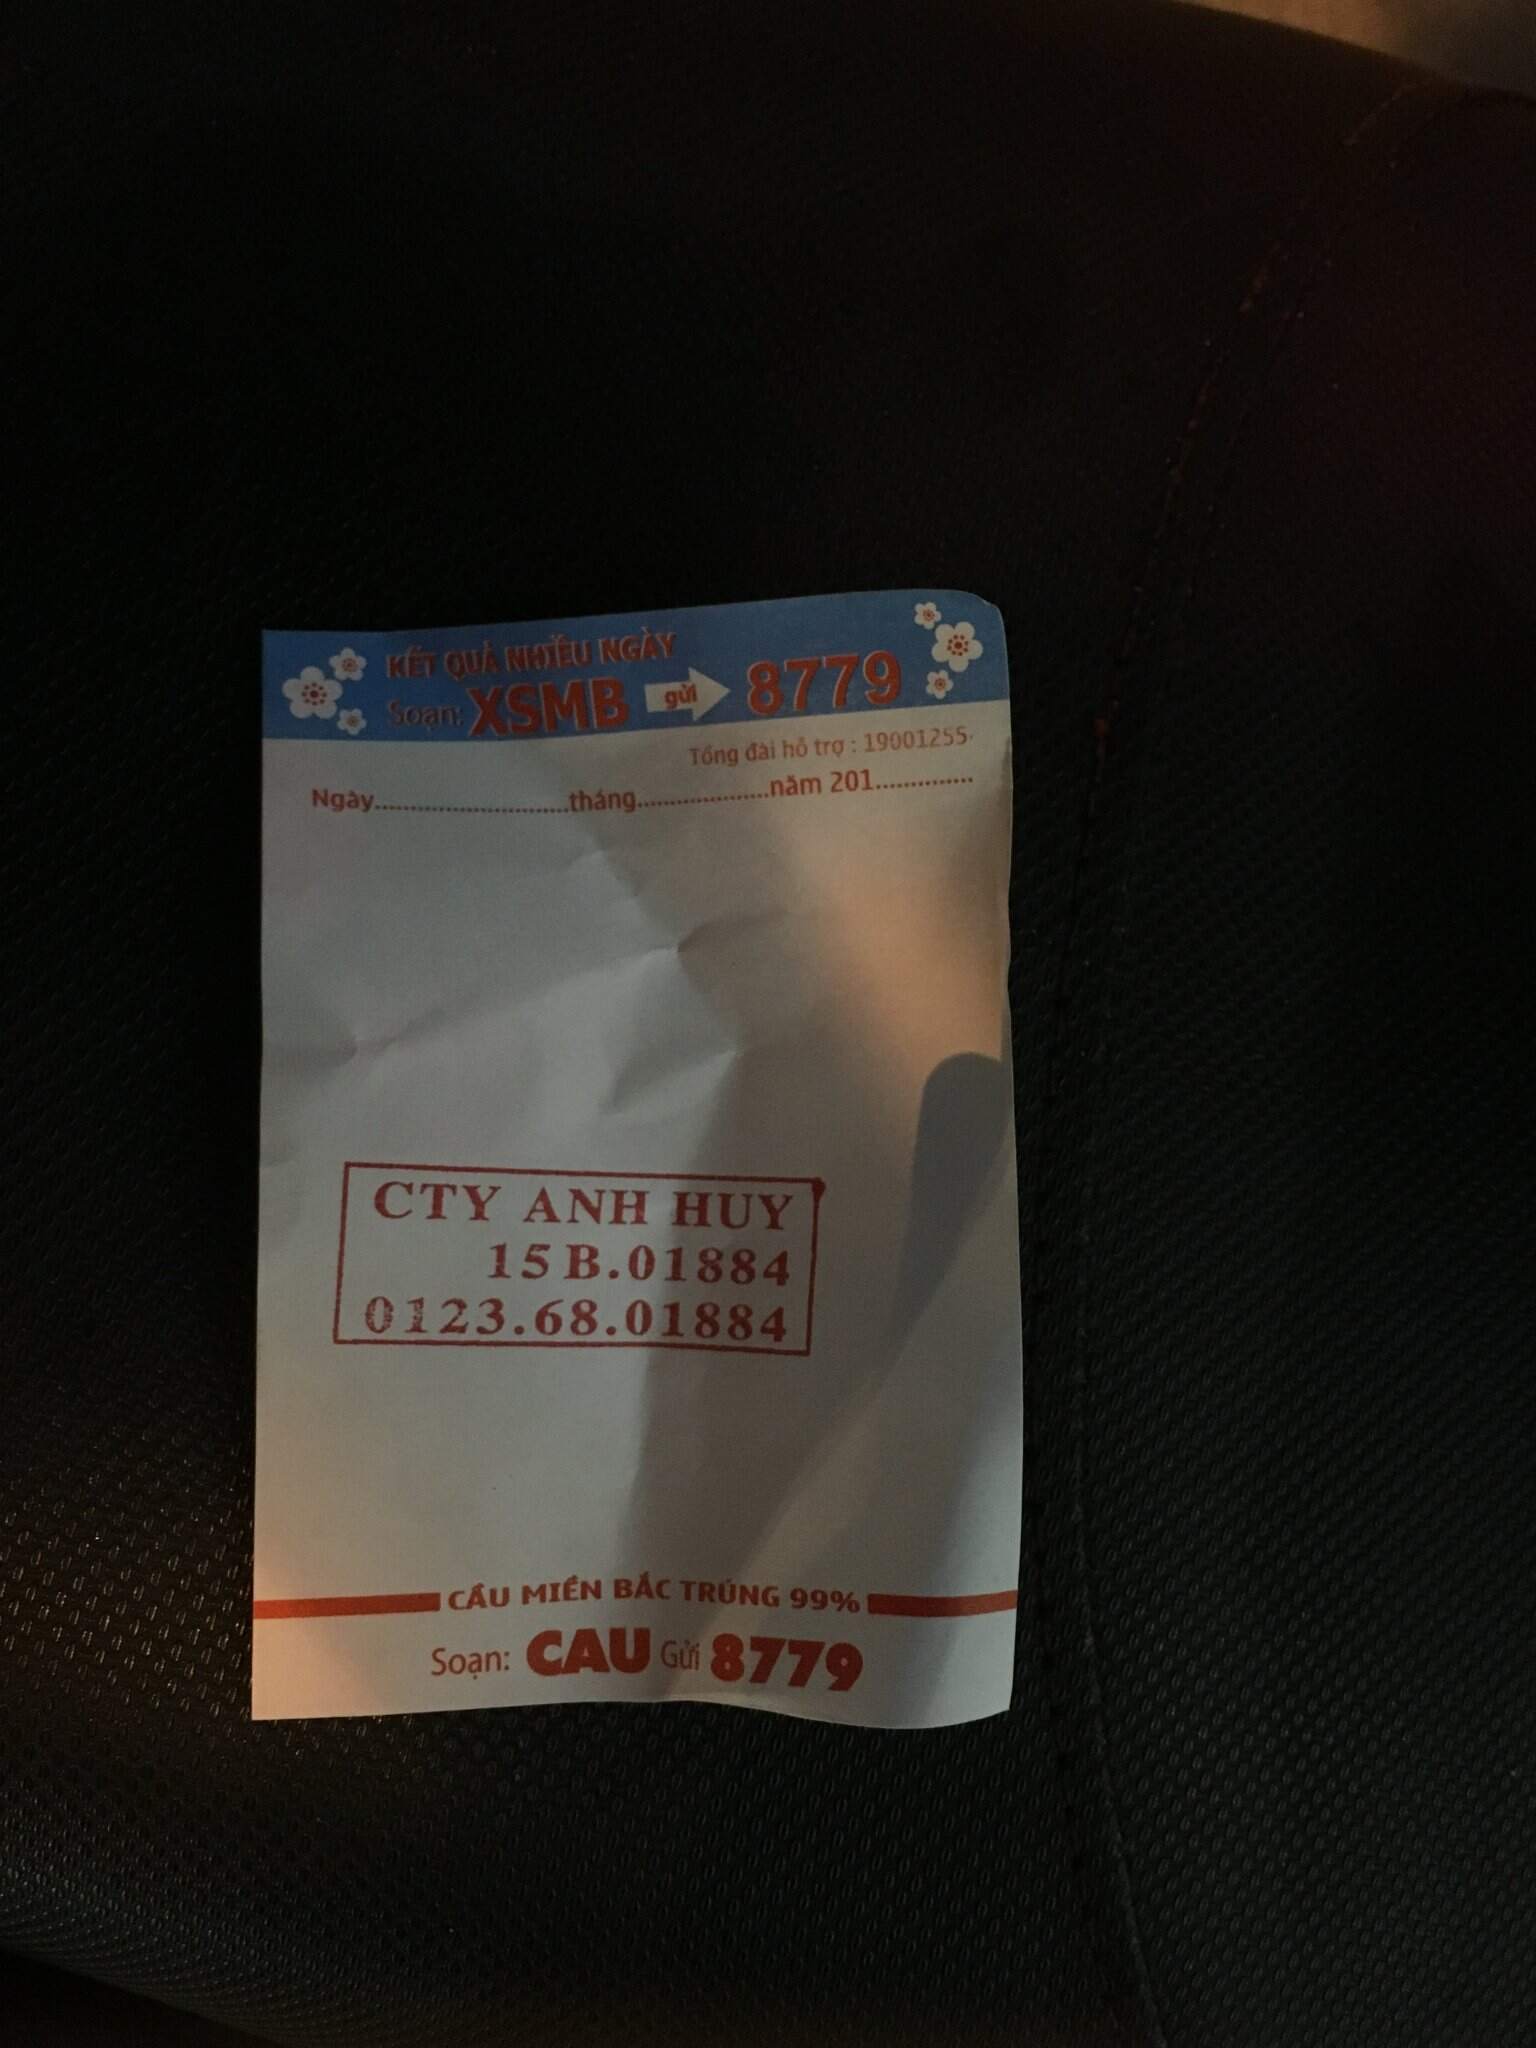 KẾT QUẢ NHIỀU NGÀY
Soạn: XSMB gửi 8779
Tổng đài hỗ trợ : 19001255
Ngày..............................tháng....................năm 201...............
CTY ANH HUY
15B.01884
0123.68.01884
CẦU MIỀN BẮC TRÚNG 99%
Soạn: CAU Gửi 8779